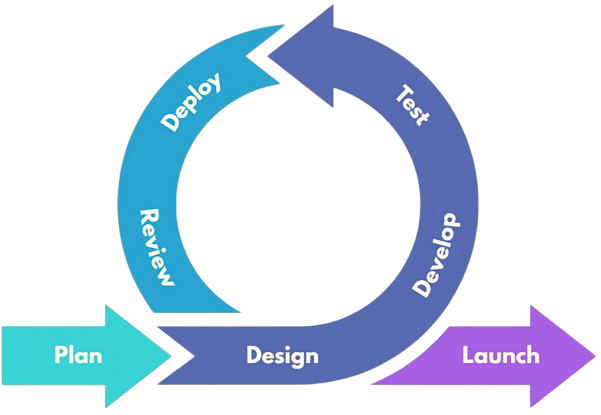 Plan
Design
Develop
Test
Deploy
Review
Launch